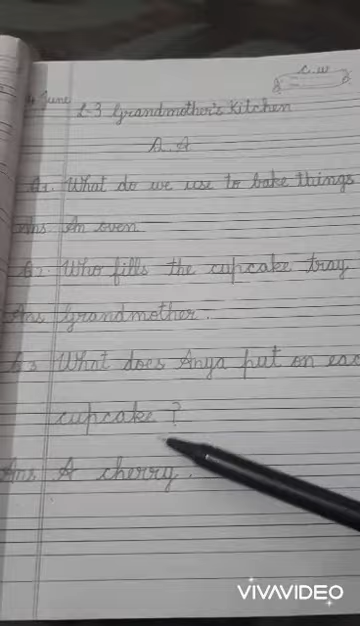 C.W
June
L-3 Grandmother's Kitchen
Q.A
Q1. What do we use to bake things
Ans An oven
Q2. Who fills the cupcake tray
Ans Grandmother.
Q3 What does Anya put on eac
cupcake ?
Ans A cherry.
VIVAVIDEO